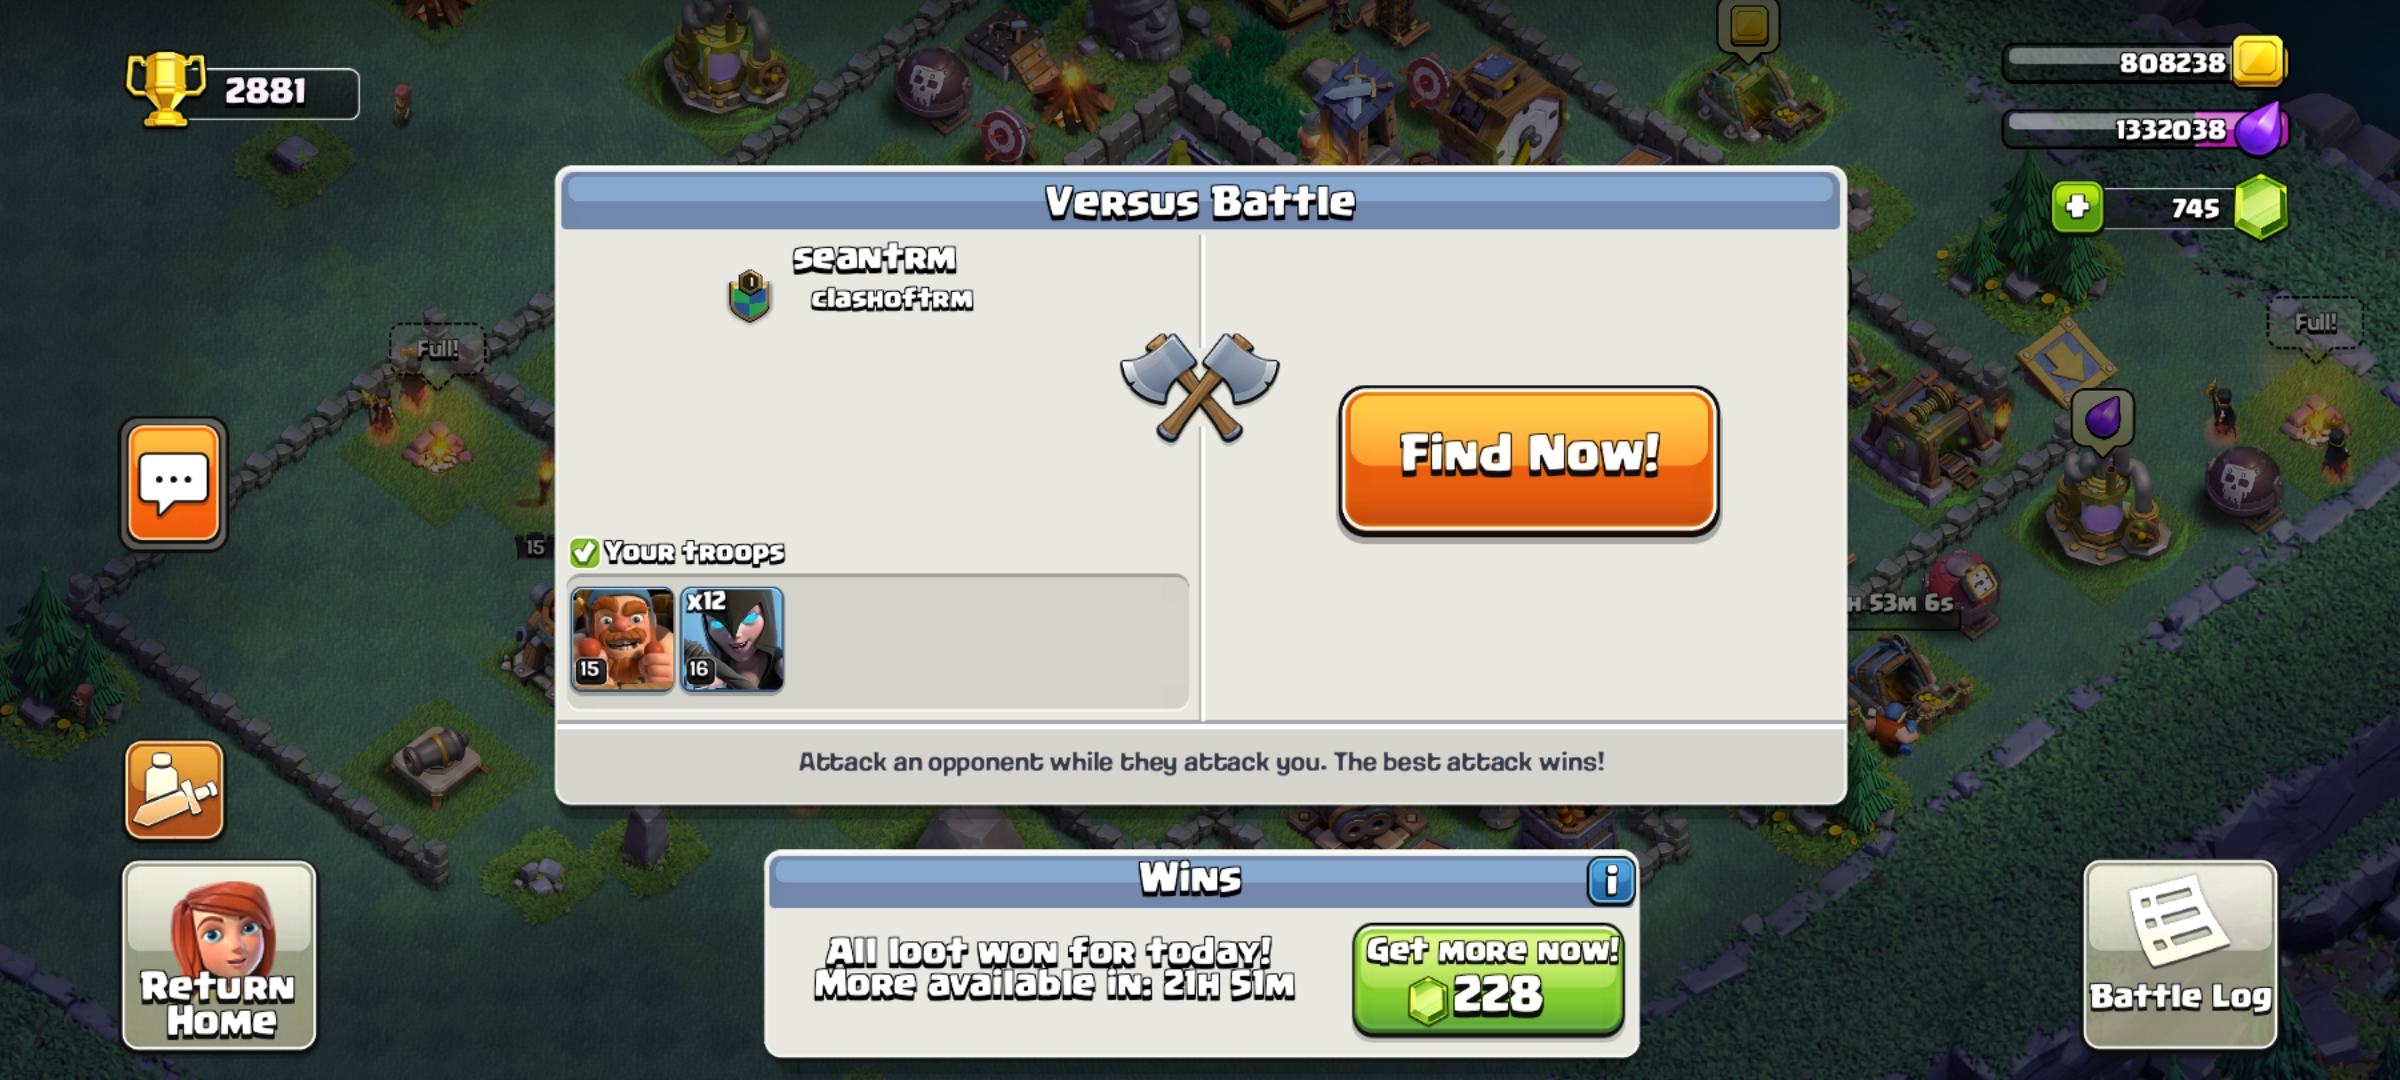 2881
808238
1332038
745
Versus Battle
seantrm
1
clashoftrm
Full!
Full!
Find Now!
15
Your troops
x12
15
16
H 53M 6s
Attack an opponent while they attack you. The best attack wins!
Wins
i
All loot won for today!
More available in: 21H 51M
Get more now!
228
Return
Home
Battle Log